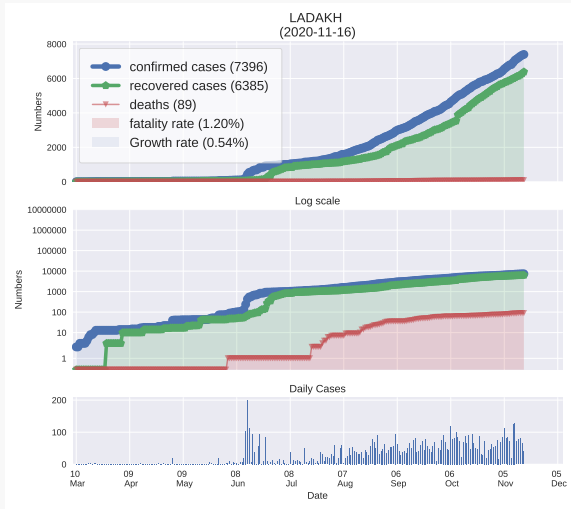 LADAKH
(2020-11-16)
8000
6000
4000
2000
0
Numbers
confirmed cases (7396)
recovered cases (6385)
deaths (89)
fatality rate (1.20%)
Growth rate (0.54%)
Log scale
10000000
1000000
100000
10000
1000
100
10
1
Numbers
Daily Cases
200
100
0
10 09 09 08 08 07 06 06 05 05
Mar Apr May Jun Jul Aug Sep Oct Nov Dec
Date